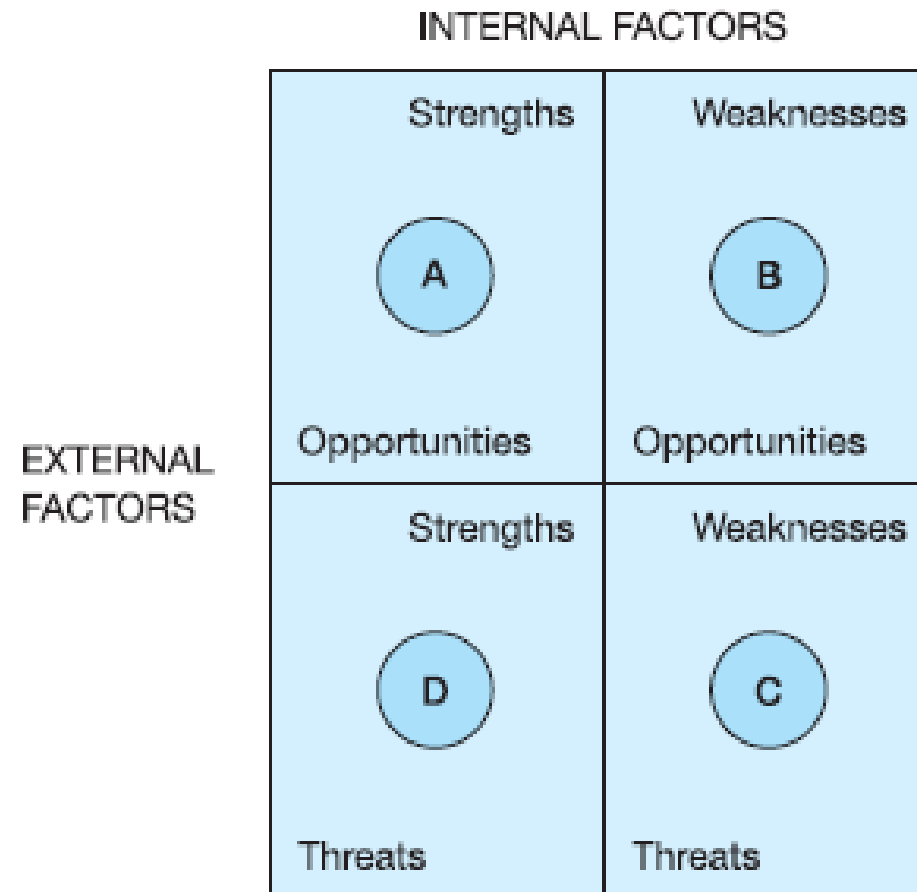 INTERNAL FACTORS
Strengths
Weaknesses
A
B
Opportunities
Opportunities
EXTERNAL
FACTORS
Strengths
Weaknesses
D
C
Threats
Threats